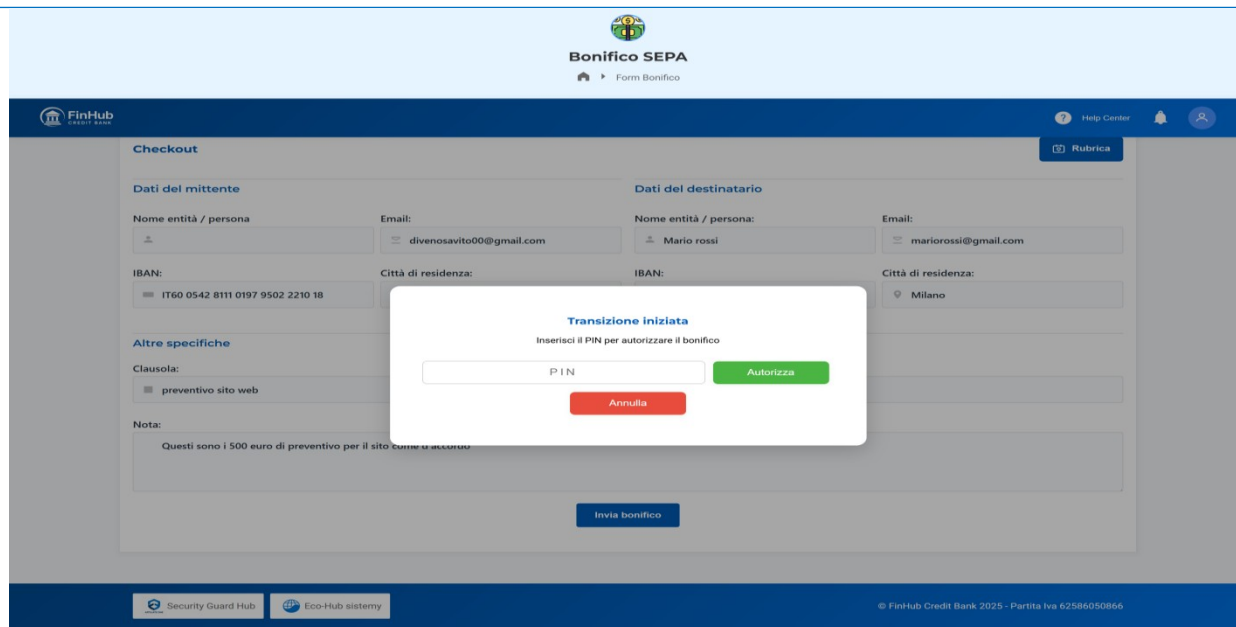 Bonifico SEPA
Form Bonifico
FinHub
CREDIT BANK
Help Center
Checkout
Rubrica
Dati del mittente
Dati del destinatario
Nome entità / persona
Email:
Nome entità / persona:
Email:
divenosavito00@gmail.com
Mario rossi
mariorossi@gmail.com
IBAN:
Città di residenza:
IBAN:
Città di residenza:
IT60 0542 8111 0197 9502 2210 18
Milano
Transizione iniziata
Inserisci il PIN per autorizzare il bonifico
PIN
Autorizza
Annulla
Altre specifiche
Clausola:
preventivo sito web
Nota:
Questi sono i 500 euro di preventivo per il sito come d'accordo
Invia bonifico
Security Guard Hub
Eco-Hub sistemy
© FinHub Credit Bank 2025 - Partita Iva 62586050866